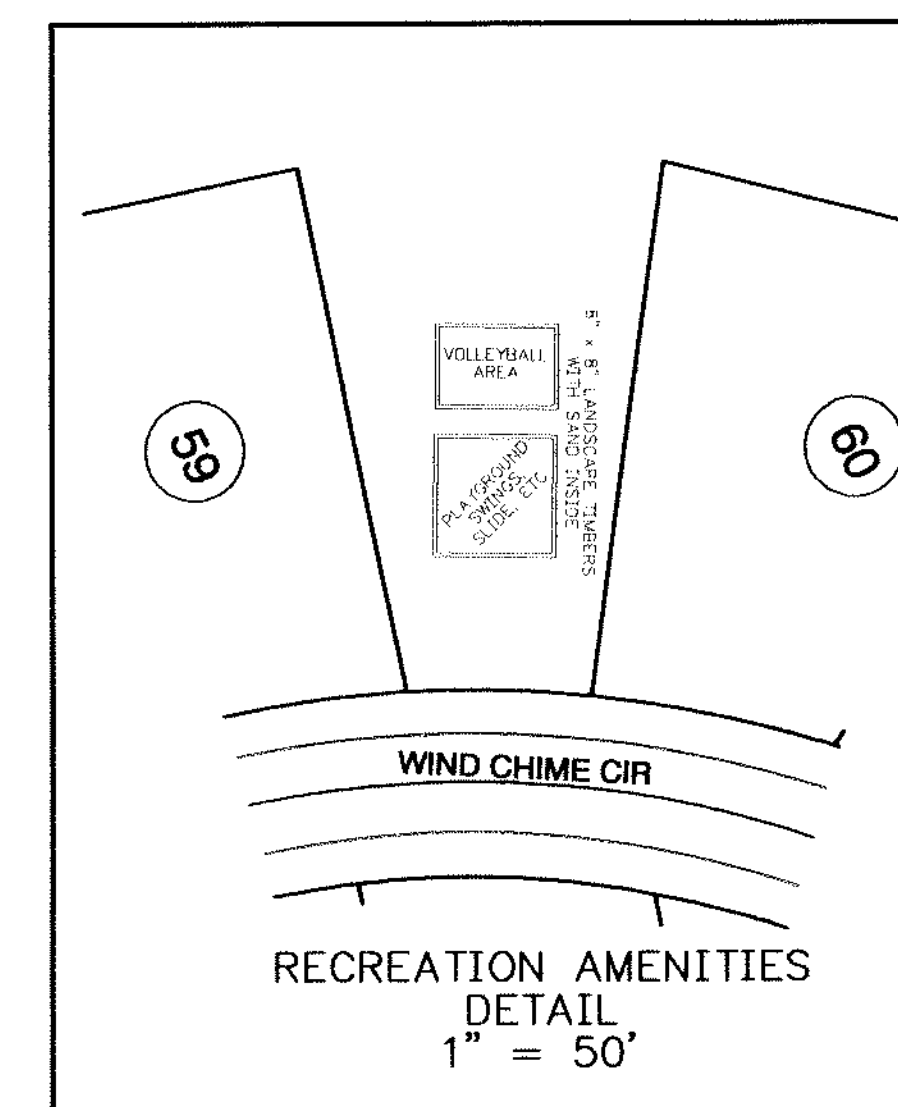 VOLLEYBALL
AREA
" x 8" LANDSCAPE TIMBERS
WITH SAND INSIDE
PLAYGROUND
SWINGS,
SLIDE, ETC
59
60
WIND CHIME CIR
RECREATION AMENITIES
DETAIL
1" = 50'